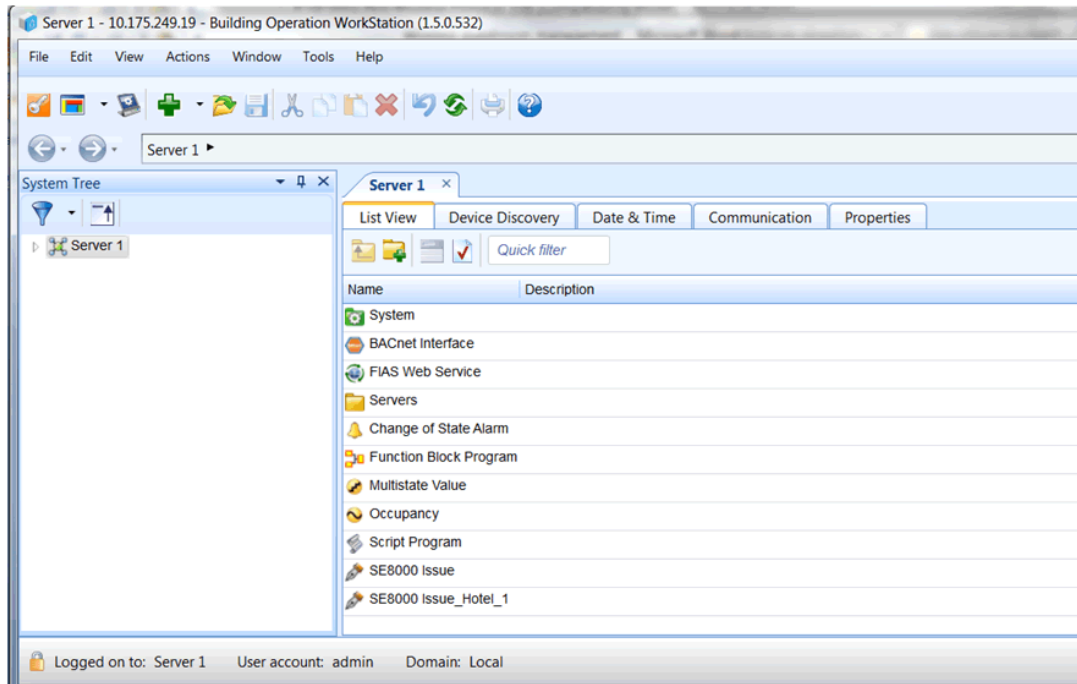 Server 1 - 10.175.249.19 - Building Operation WorkStation (1.5.0.532)
File Edit View Actions Window Tools Help
Server 1
System Tree
Server 1
Server 1
List View Device Discovery Date & Time Communication Properties
Quick filter
Name Description
System
BACnet Interface
FIAS Web Service
Servers
Change of State Alarm
Function Block Program
Multistate Value
Occupancy
Script Program
SE8000 Issue
SE8000 Issue_Hotel_1
Logged on to: Server 1 User account: admin Domain: Local